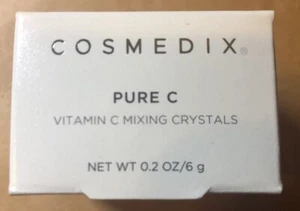 COSMEDIX®
PURE C
VITAMIN C MIXING CRYSTALS
NET WT 0.2 OZ/6 g